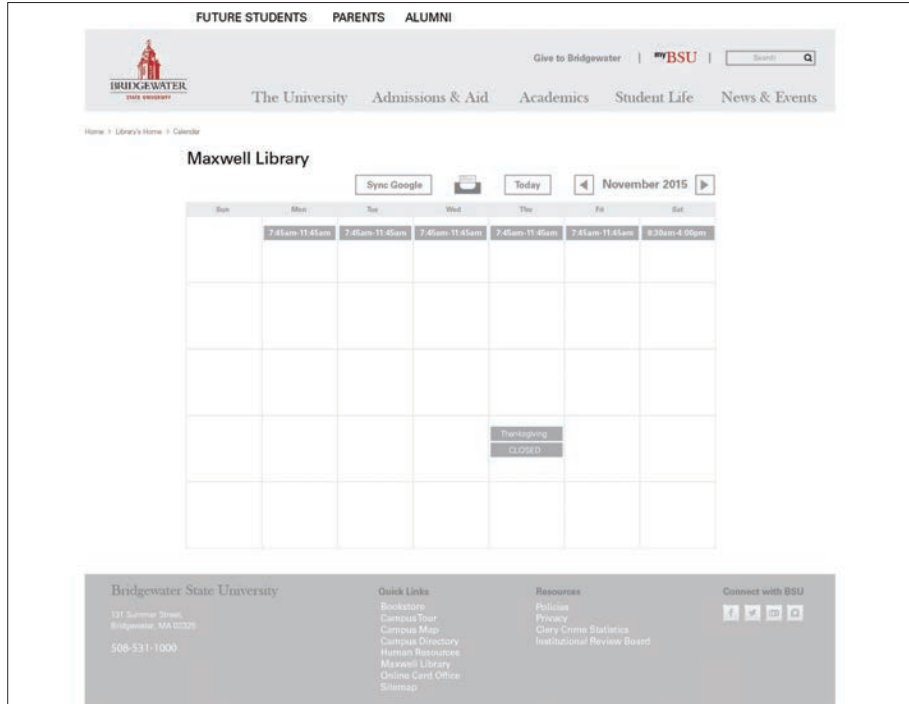 FUTURE STUDENTS PARENTS ALUMNI
Give to Bridgewater | myBSU | Search
BRIDGEWATER
STATE UNIVERSITY
The University Admissions & Aid Academics Student Life News & Events
Home > Library's Home > Calendar
Maxwell Library
Sync Google Today November 2015
Sun Mon Tue Wed Thu Fri Sat
7:45am-11:45am 7:45am-11:45am 7:45am-11:45am 7:45am-11:45am 7:45am-11:45am 8:30am-4:00pm
Thanksgiving
CLOSED
Bridgewater State University
131 Summer Street,
Bridgewater, MA 02325
508-531-1000
Quick Links
Bookstore
Campus Tour
Campus Map
Campus Directory
Human Resources
Maxwell Library
Online Card Office
Sitemap
Resources
Policies
Privacy
Clery Crime Statistics
Institutional Review Board
Connect with BSU